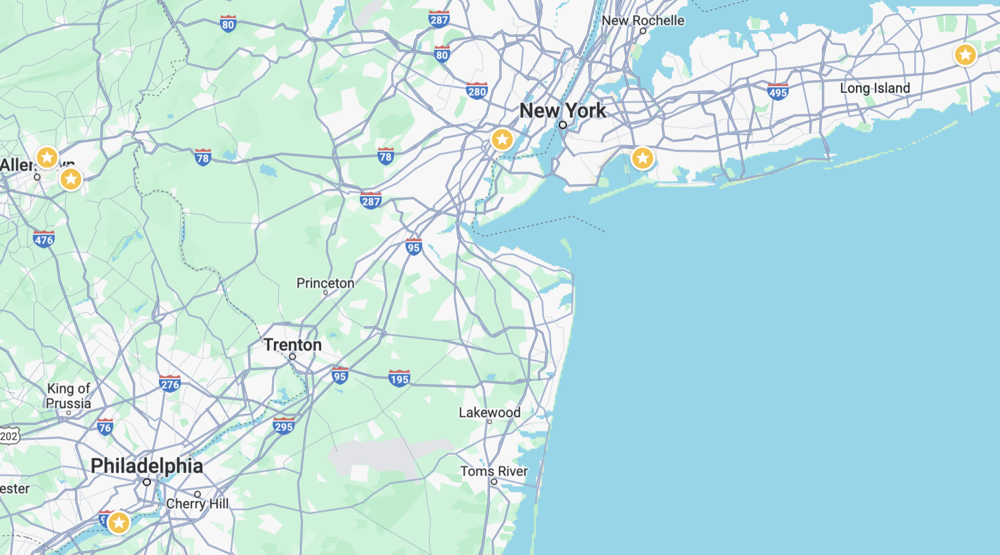 New Rochelle
80
287
80
280
495
Long Island
New York
78
78
287
476
95
Princeton
Trenton
95
195
276
King of
Prussia
Lakewood
76
295
202
Philadelphia
Toms River
ester
Cherry Hill